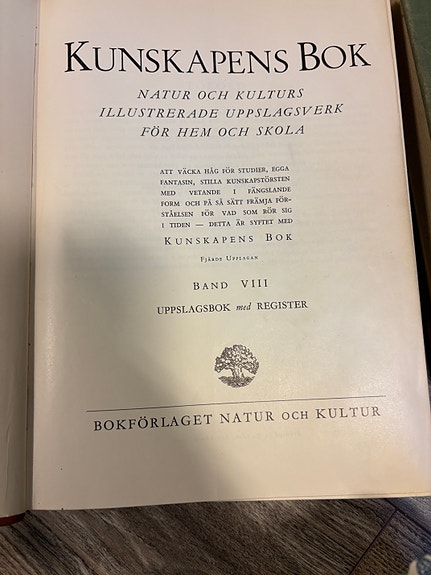 KUNSKAPENS BOK
NATUR OCH KULTURS
ILLUSTRERADE UPPSLAGSVERK
FÖR HEM OCH SKOLA
ATT VÄCKA HÅG FÖR STUDIER, EGGA
FANTASIN, STILLA KUNSKAPSTÖRSTEN
MED VETANDE I FÄNGSLANDE
FORM OCH PÅ SÅ SÄTT FRÄMJA FÖR-
STÅELSEN FÖR VAD SOM RÖR SIG
I TIDEN — DETTA ÄR SYFTET MED
KUNSKAPENS BOK
FJÄRDE UPPLAGAN
BAND VIII
UPPSLAGSBOK med REGISTER
BOKFÖRLAGET NATUR OCH KULTUR